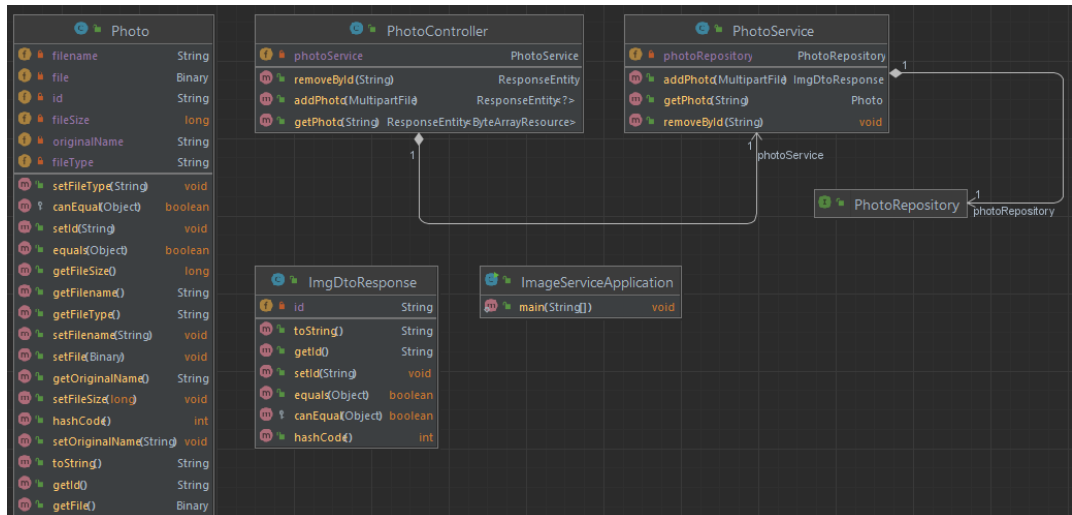 Photo
filename String
file Binary
id String
fileSize long
originalName String
fileType String
setFileType(String) void
canEqual(Object) boolean
setId(String) void
equals(Object) boolean
getFileSize() long
getFilename() String
getFileType() String
setFilename(String) void
setFile(Binary) void
getOriginalName() String
setFileSize(long) void
hashCode() int
setOriginalName(String) void
toString() String
getId() String
getFile() Binary
PhotoController
photoService PhotoService
removeById(String) ResponseEntity
addPhoto(MultipartFile) ResponseEntity<?>
getPhoto(String) ResponseEntity<ByteArrayResource>
1
PhotoService
photoRepository PhotoRepository
addPhoto(MultipartFile) ImgDtoResponse
getPhoto(String) Photo
removeById(String) void
1
1
photoService
PhotoRepository
1
photoRepository
ImgDtoResponse
id String
toString() String
getId() String
setId(String) void
equals(Object) boolean
canEqual(Object) boolean
hashCode() int
ImageServiceApplication
main(String[]) void